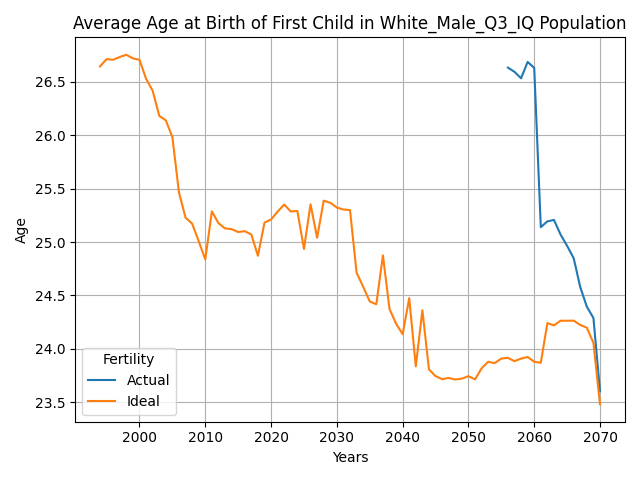 Average Age at Birth of First Child in White_Male_Q3_IQ Population
Age
26.5
26.0
25.5
25.0
24.5
24.0
23.5
Fertility
Actual
Ideal
2000 2010 2020 2030 2040 2050 2060 2070
Years